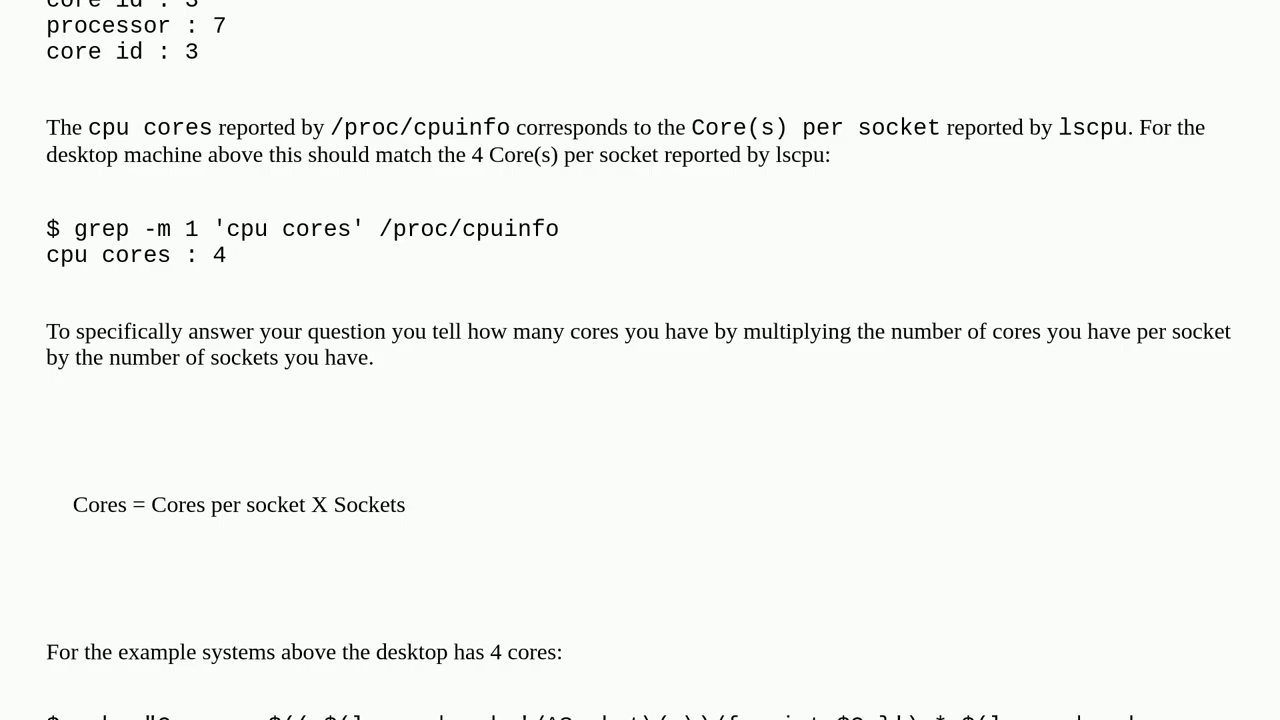 core id : 3
processor : 7
core id : 3
The cpu cores reported by /proc/cpuinfo corresponds to the Core(s) per socket reported by lscpu. For the
desktop machine above this should match the 4 Core(s) per socket reported by lscpu:
$ grep -m 1 'cpu cores' /proc/cpuinfo
cpu cores : 4
To specifically answer your question you tell how many cores you have by multiplying the number of cores you have per socket
by the number of sockets you have.
Cores = Cores per socket X Sockets
For the example systems above the desktop has 4 cores: